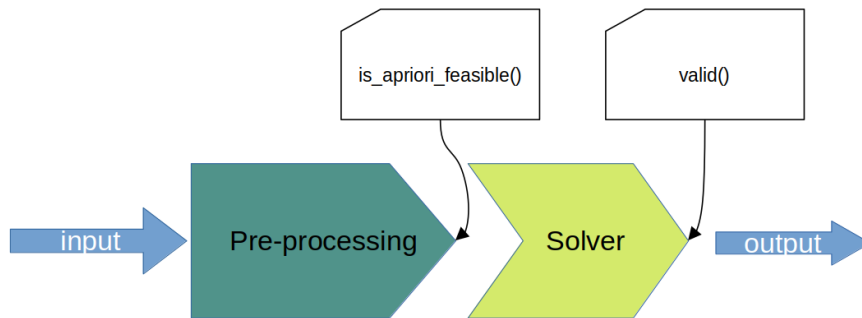 is_apriori_feasible()
valid()
input
Pre-processing
Solver
output